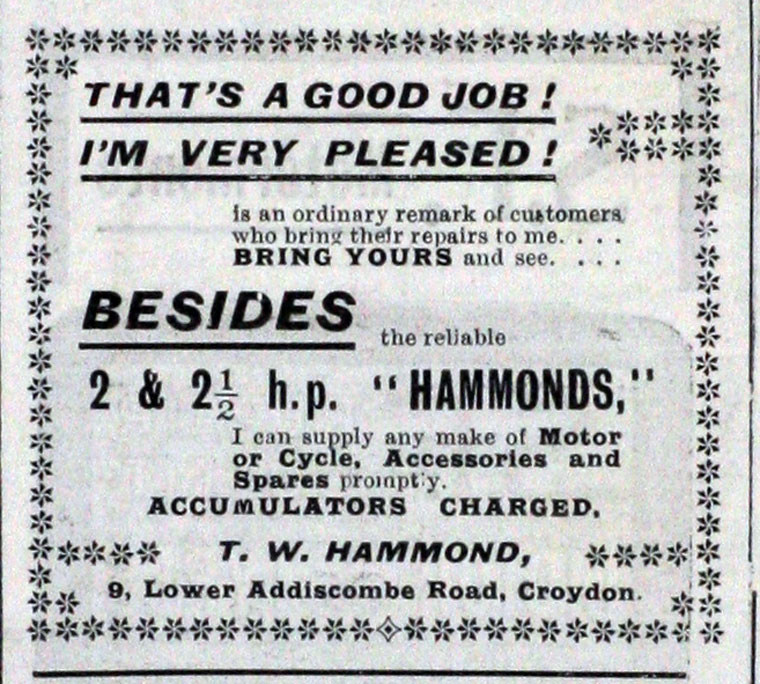 THAT'S A GOOD JOB!
I'M VERY PLEASED!
is an ordinary remark of customers
who bring their repairs to me. . . .
BRING YOURS and see. . . .
BESIDES the reliable
2 & 2½ h.p. "HAMMONDS,"
I can supply any make of Motor
or Cycle, Accessories and
Spares promptly.
ACCUMULATORS CHARGED.
T. W. HAMMOND,
9, Lower Addiscombe Road, Croydon.